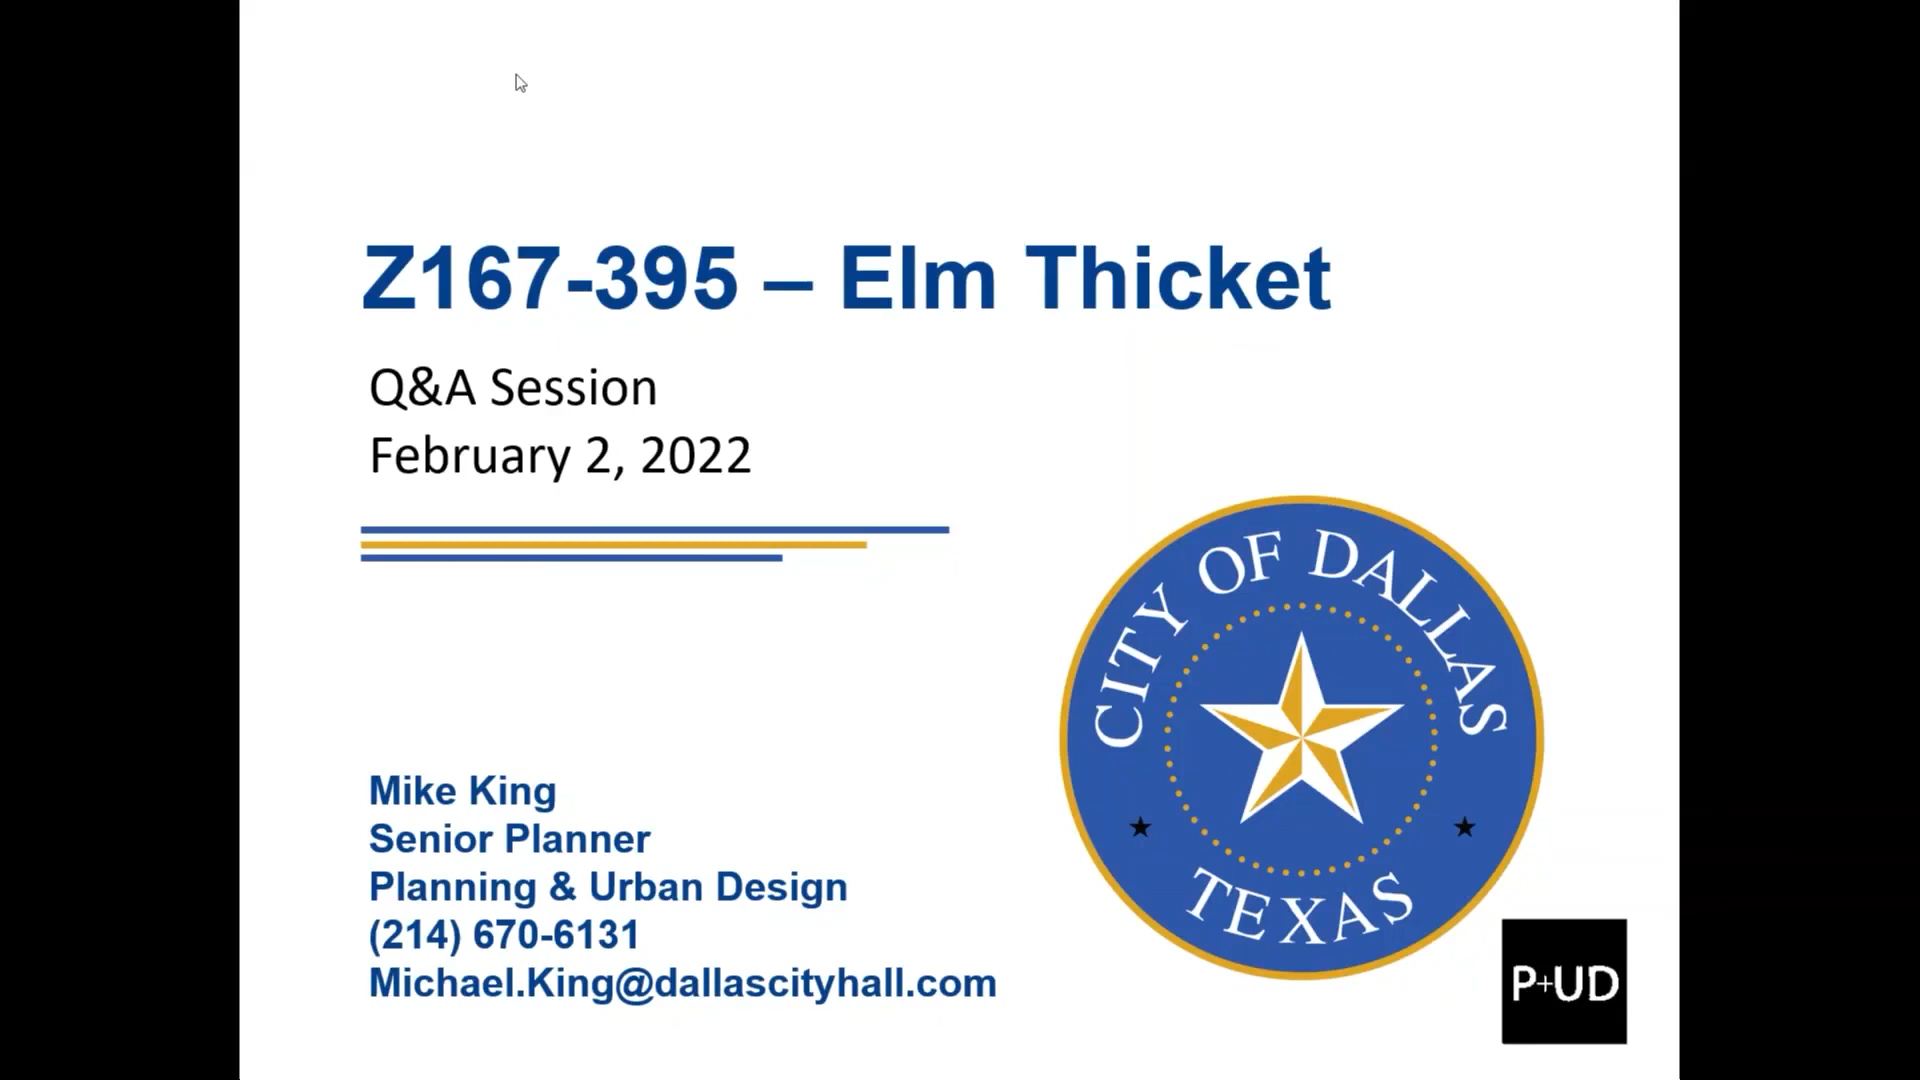 Z167-395 – Elm Thicket
Q&A Session
February 2, 2022
CITY OF DALLAS
TEXAS
Mike King
Senior Planner
Planning & Urban Design
(214) 670-6131
Michael.King@dallascityhall.com
P+UD